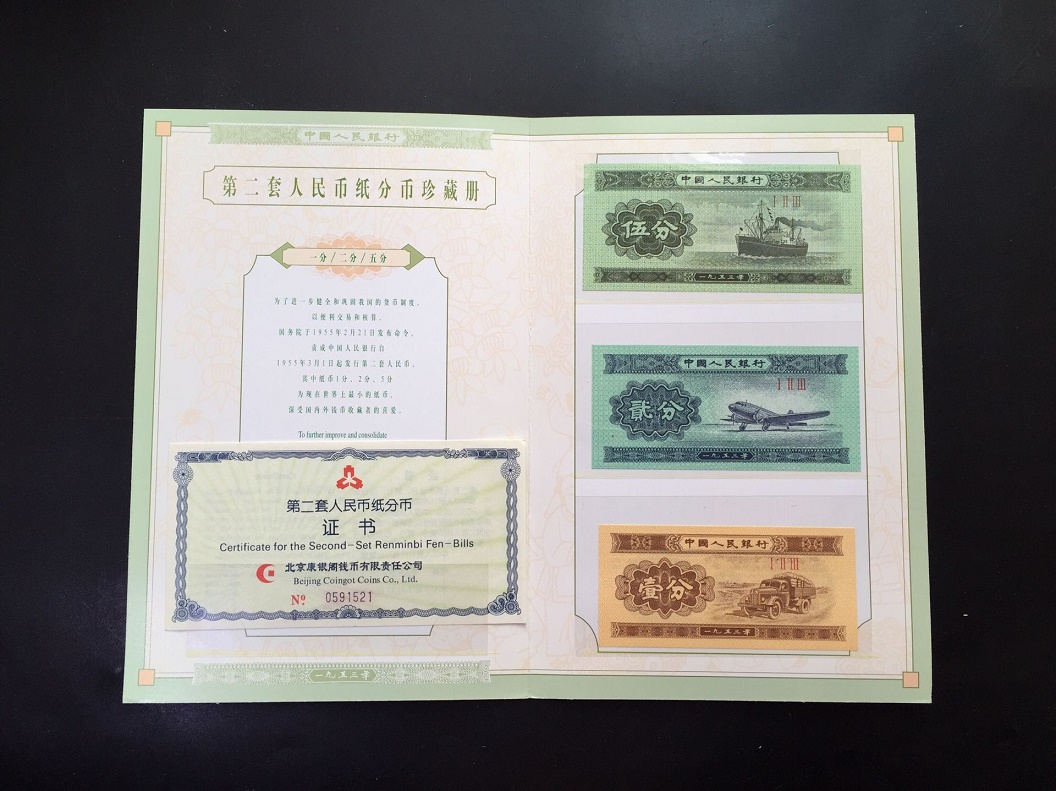 中國人民銀行
第二套人民币纸分币珍藏册
一分/二分/五分
为了进一步健全和巩固我国的货币制度，
以便利交易和核算，
国务院于1955年2月21日发布命令，
责成中国人民银行自
1955年3月1日起发行第二套人民币。
其中纸币1分、2分、5分
为现在世界上最小的纸币，
深受国内外钱币收藏者的喜爱。
To further improve and consolidate
第二套人民币纸分币
证 书
Certificate for the Second-Set Renminbi Fen-Bills
北京康银阁钱币有限责任公司
Beijing Coingot Coins Co., Ltd.
Nº 0591521
一九五三年
中國人民銀行
I II III
伍分
一九五三年
中國人民銀行
I II III
貳分
一九五三年
中國人民銀行
I II III
壹分
一九五三年